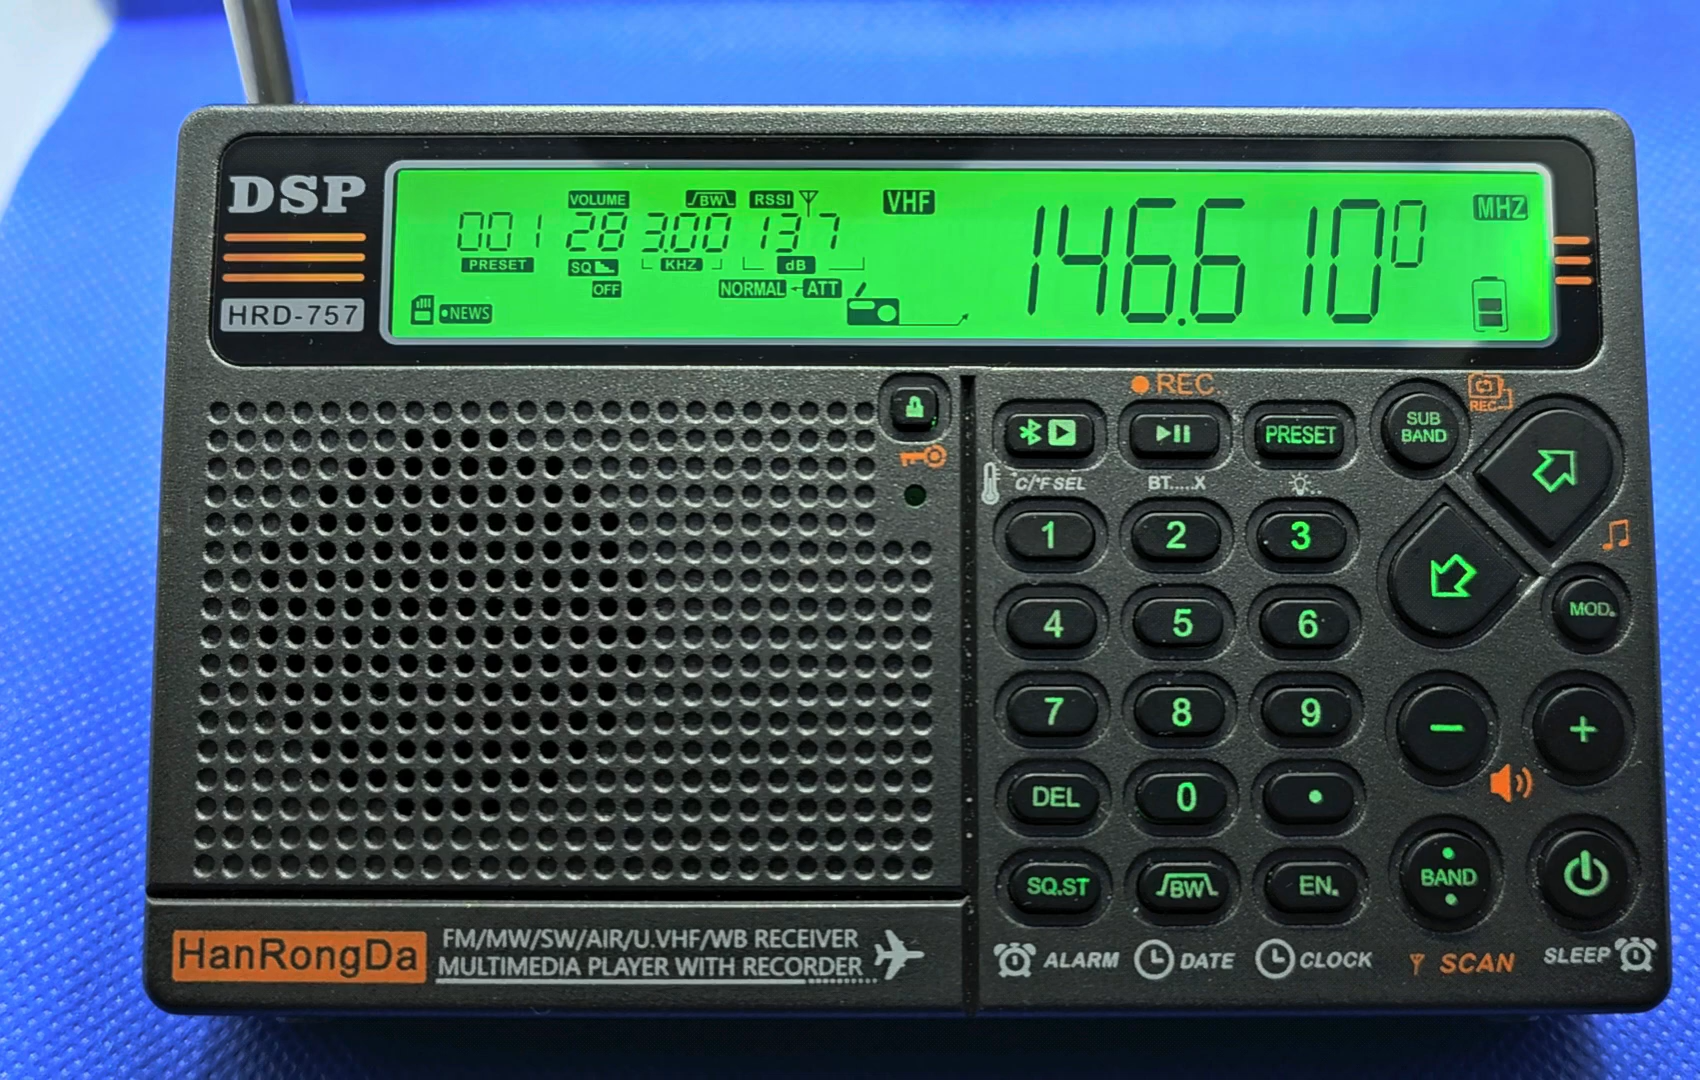 DSP
HRD-757
VOLUME BW RSSI VHF MHZ
001 28 3.00 137 146.6100
PRESET SQ KHZ dB
OFF NORMAL ATT
NEWS
REC.
REC
PRESET SUB BAND
°C/°F SEL BT.....X
1 2 3
MOD.
4 5 6
7 8 9 - +
DEL 0 .
SQ.ST BW EN. BAND
ALARM DATE CLOCK SCAN SLEEP
HanRongDa
FM/MW/SW/AIR/U.VHF/WB RECEIVER
MULTIMEDIA PLAYER WITH RECORDER